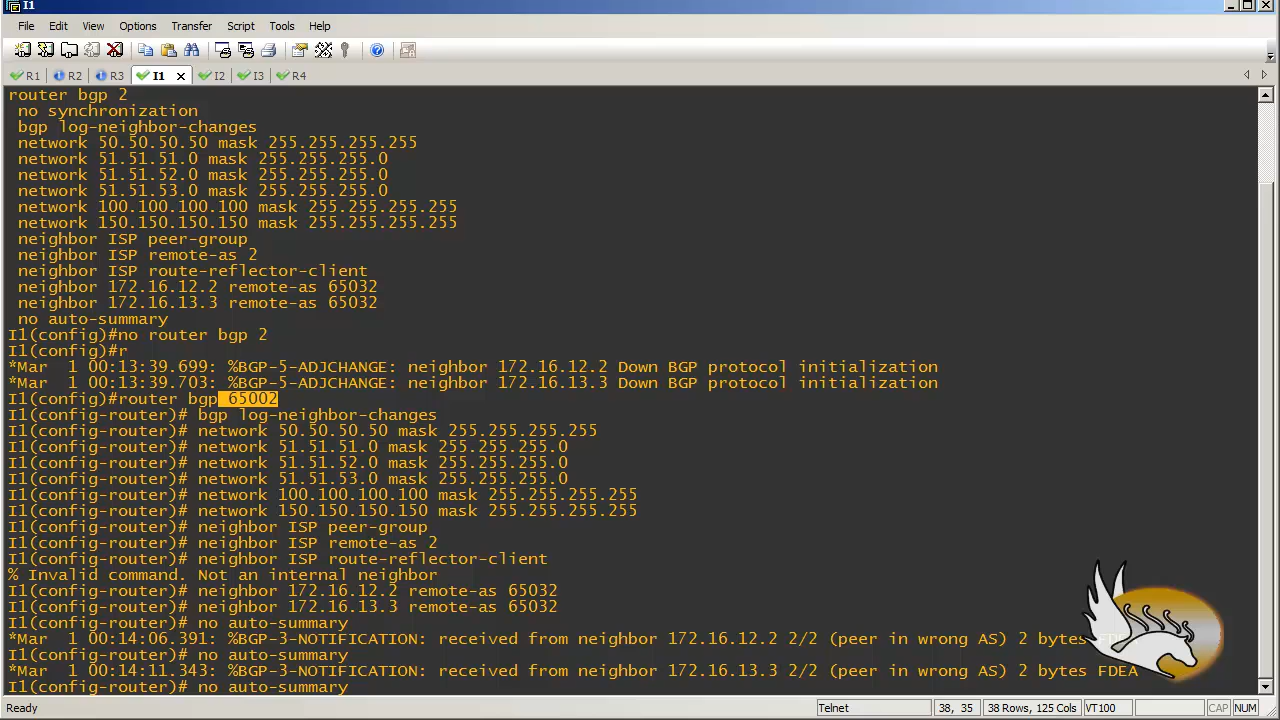 I1
File Edit View Options Transfer Script Tools Help
R1 R2 R3 I1 I2 I3 R4
router bgp 2
no synchronization
bgp log-neighbor-changes
network 50.50.50.50 mask 255.255.255.255
network 51.51.51.0 mask 255.255.255.0
network 51.51.52.0 mask 255.255.255.0
network 51.51.53.0 mask 255.255.255.0
network 100.100.100.100 mask 255.255.255.255
network 150.150.150.150 mask 255.255.255.255
neighbor ISP peer-group
neighbor ISP remote-as 2
neighbor ISP route-reflector-client
neighbor 172.16.12.2 remote-as 65032
neighbor 172.16.13.3 remote-as 65032
no auto-summary
I1(config)#no router bgp 2
I1(config)#r
*Mar  1 00:13:39.699: %BGP-5-ADJCHANGE: neighbor 172.16.12.2 Down BGP protocol initialization
*Mar  1 00:13:39.703: %BGP-5-ADJCHANGE: neighbor 172.16.13.3 Down BGP protocol initialization
I1(config)#router bgp 65002
I1(config-router)# bgp log-neighbor-changes
I1(config-router)# network 50.50.50.50 mask 255.255.255.255
I1(config-router)# network 51.51.51.0 mask 255.255.255.0
I1(config-router)# network 51.51.52.0 mask 255.255.255.0
I1(config-router)# network 51.51.53.0 mask 255.255.255.0
I1(config-router)# network 100.100.100.100 mask 255.255.255.255
I1(config-router)# network 150.150.150.150 mask 255.255.255.255
I1(config-router)# neighbor ISP peer-group
I1(config-router)# neighbor ISP remote-as 2
I1(config-router)# neighbor ISP route-reflector-client
% Invalid command. Not an internal neighbor
I1(config-router)# neighbor 172.16.12.2 remote-as 65032
I1(config-router)# neighbor 172.16.13.3 remote-as 65032
I1(config-router)# no auto-summary
*Mar  1 00:14:06.391: %BGP-3-NOTIFICATION: received from neighbor 172.16.12.2 2/2 (peer in wrong AS) 2 bytes FDEA
I1(config-router)# no auto-summary
*Mar  1 00:14:11.343: %BGP-3-NOTIFICATION: received from neighbor 172.16.13.3 2/2 (peer in wrong AS) 2 bytes FDEA
I1(config-router)# no auto-summary
Ready Telnet 38, 35 38 Rows, 125 Cols VT100 CAP NUM